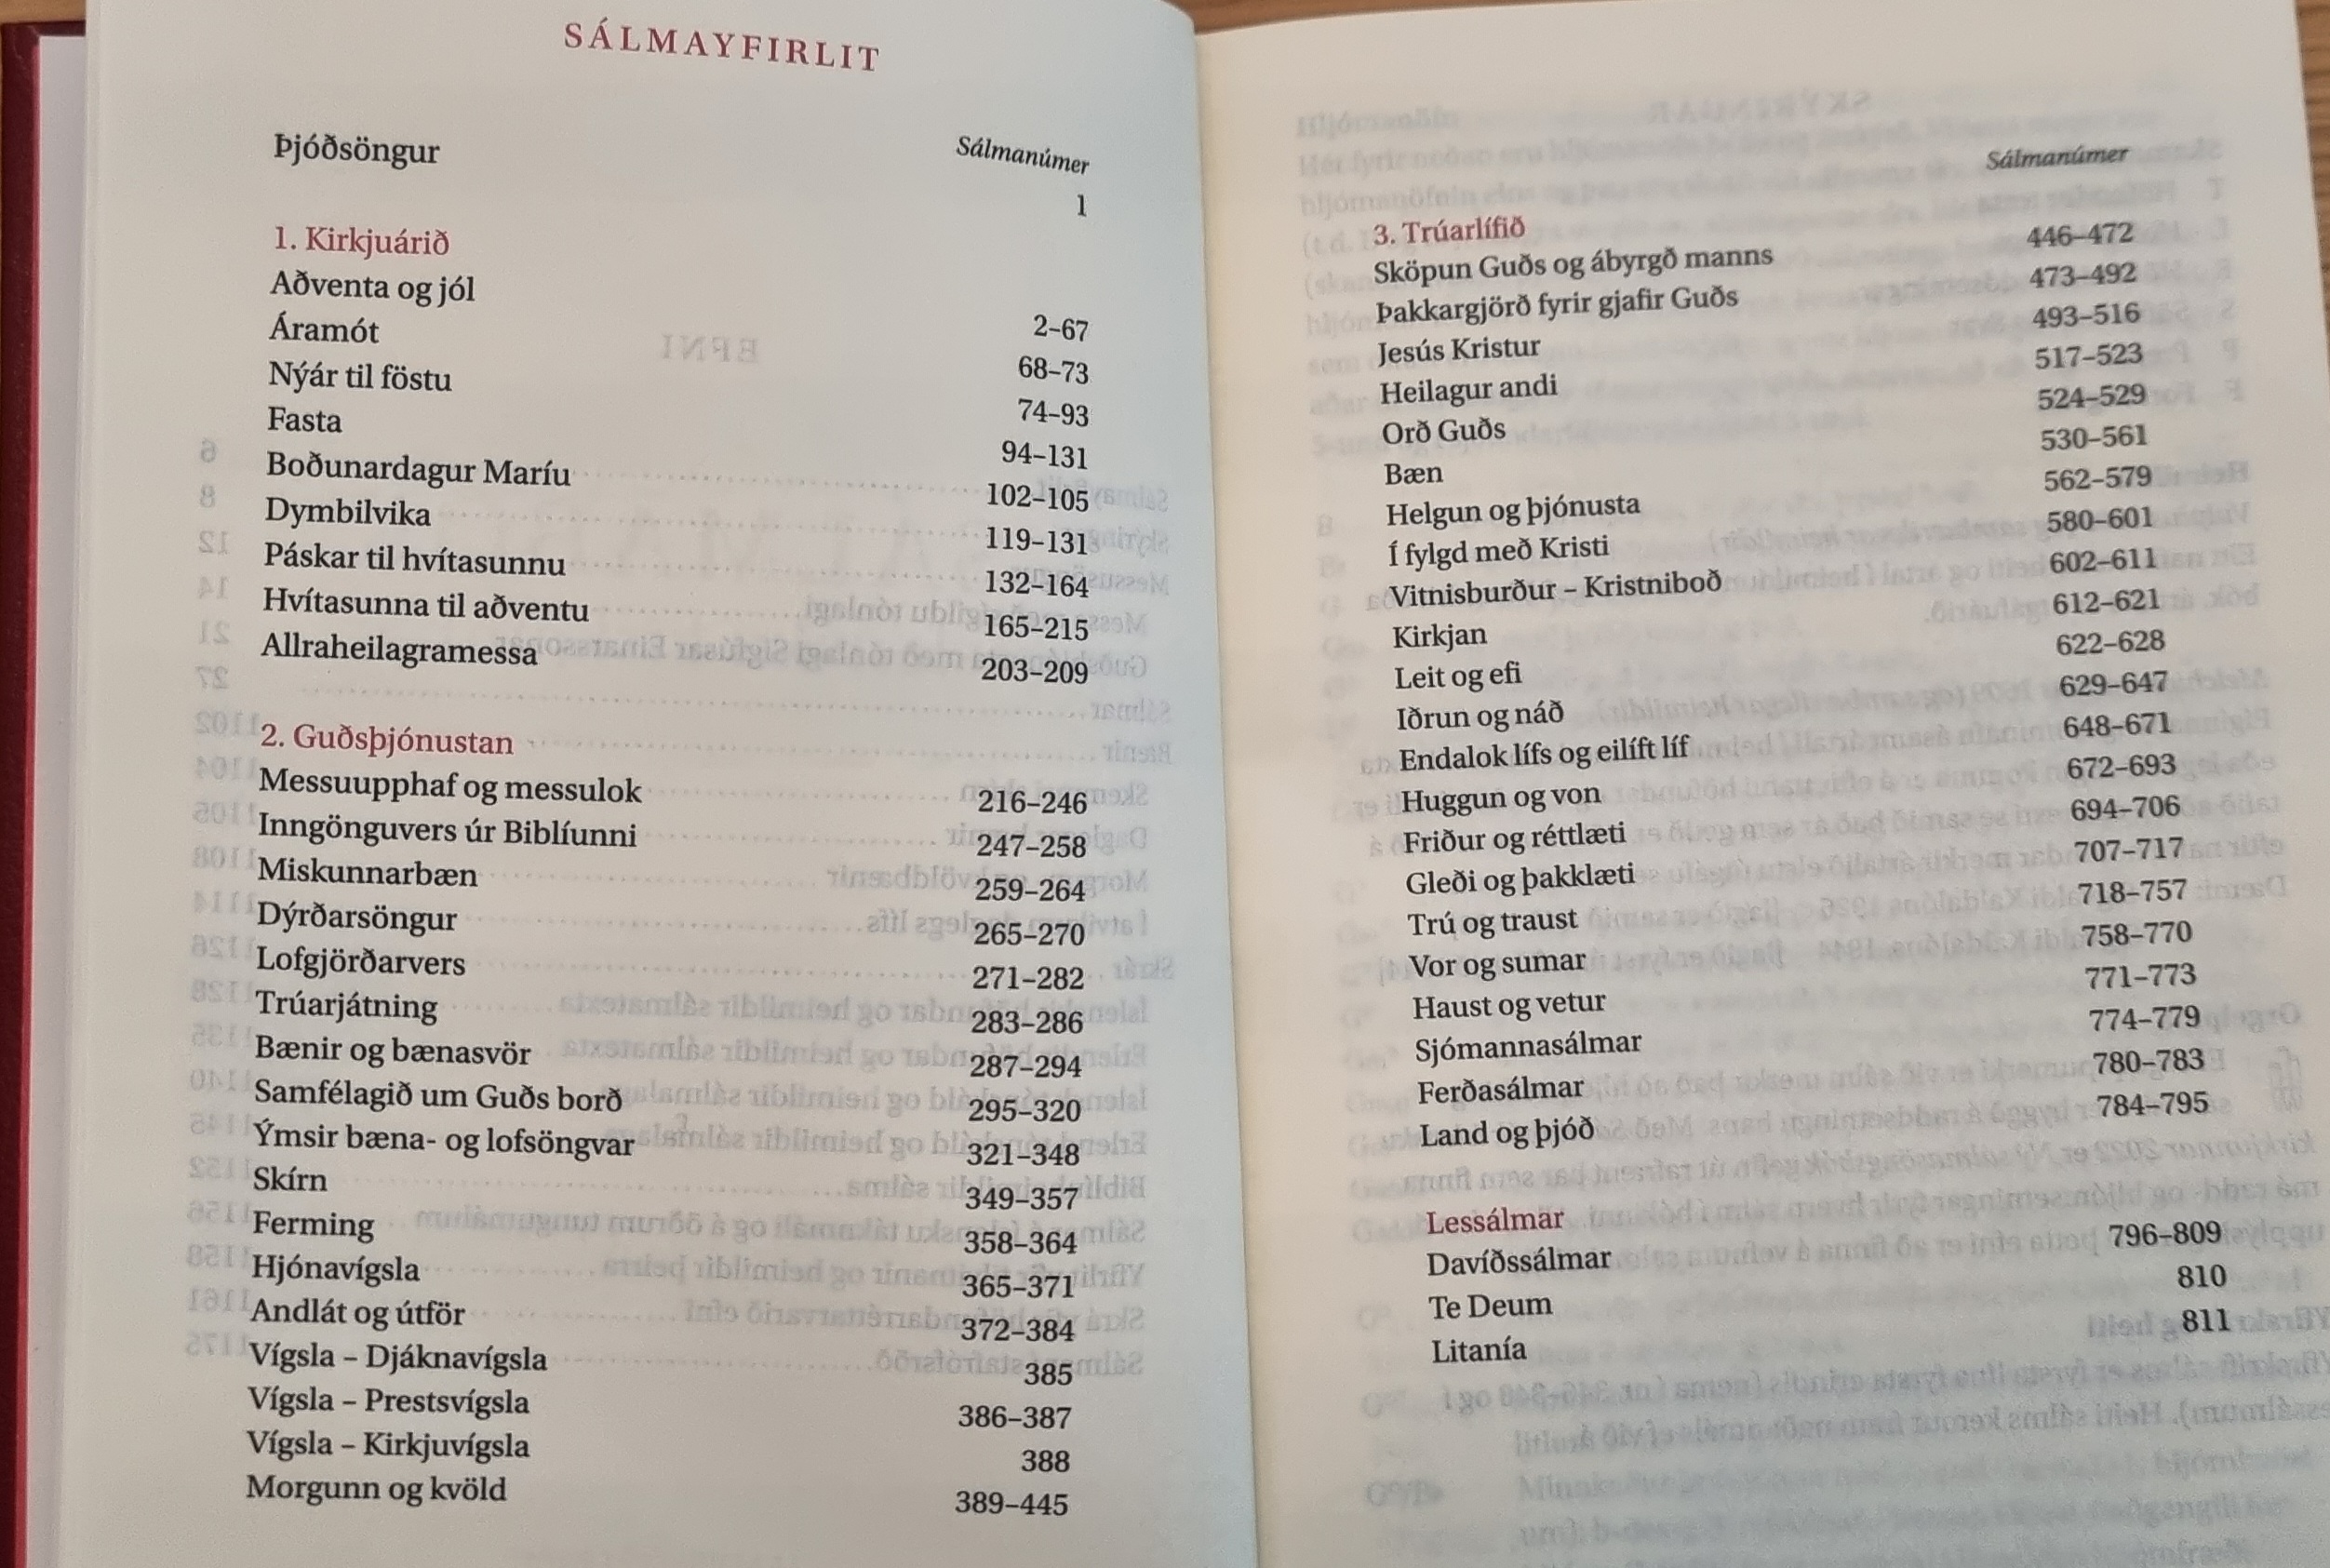 SÁLMAYFIRLIT
Sálmanúmer
Þjóðsöngur 1
1. Kirkjuárið
Aðventa og jól 2–67
Áramót 68–73
Nýár til föstu 74–93
Fasta 94–131
Boðunardagur Maríu 102–105
Dymbilvika 119–131
Páskar til hvítasunnu 132–164
Hvítasunna til aðventu 165–215
Allraheilagramessa 203–209
2. Guðsþjónustan
Messuupphaf og messulok 216–246
Inngönguvers úr Biblíunni 247–258
Miskunnarbæn 259–264
Dýrðarsöngur 265–270
Lofgjörðarvers 271–282
Trúarjátning 283–286
Bænir og bænasvör 287–294
Samfélagið um Guðs borð 295–320
Ýmsir bæna- og lofsöngvar 321–348
Skírn 349–357
Ferming 358–364
Hjónavígsla 365–371
Andlát og útför 372–384
Vígsla – Djáknavígsla 385
Vígsla – Prestsvígsla 386–387
Vígsla – Kirkjuvígsla 388
Morgunn og kvöld 389–445
Sálmanúmer
3. Trúarlífið
Sköpun Guðs og ábyrgð manns 446–472
Þakkargjörð fyrir gjafir Guðs 473–492
Jesús Kristur 493–516
Heilagur andi 517–523
Orð Guðs 524–529
Bæn 530–561
Helgun og þjónusta 562–579
Í fylgd með Kristi 580–601
Vitnisburður – Kristniboð 602–611
Kirkjan 612–621
Leit og efi 622–628
Iðrun og náð 629–647
Endalok lífs og eilíft líf 648–671
Huggun og von 672–693
Friður og réttlæti 694–706
Gleði og þakklæti 707–717
Trú og traust 718–757
Vor og sumar 758–770
Haust og vetur 771–773
Sjómannasálmar 774–779
Ferðasálmar 780–783
Land og þjóð 784–795
Lessálmar
Davíðssálmar 796–809
Te Deum 810
Litanía 811